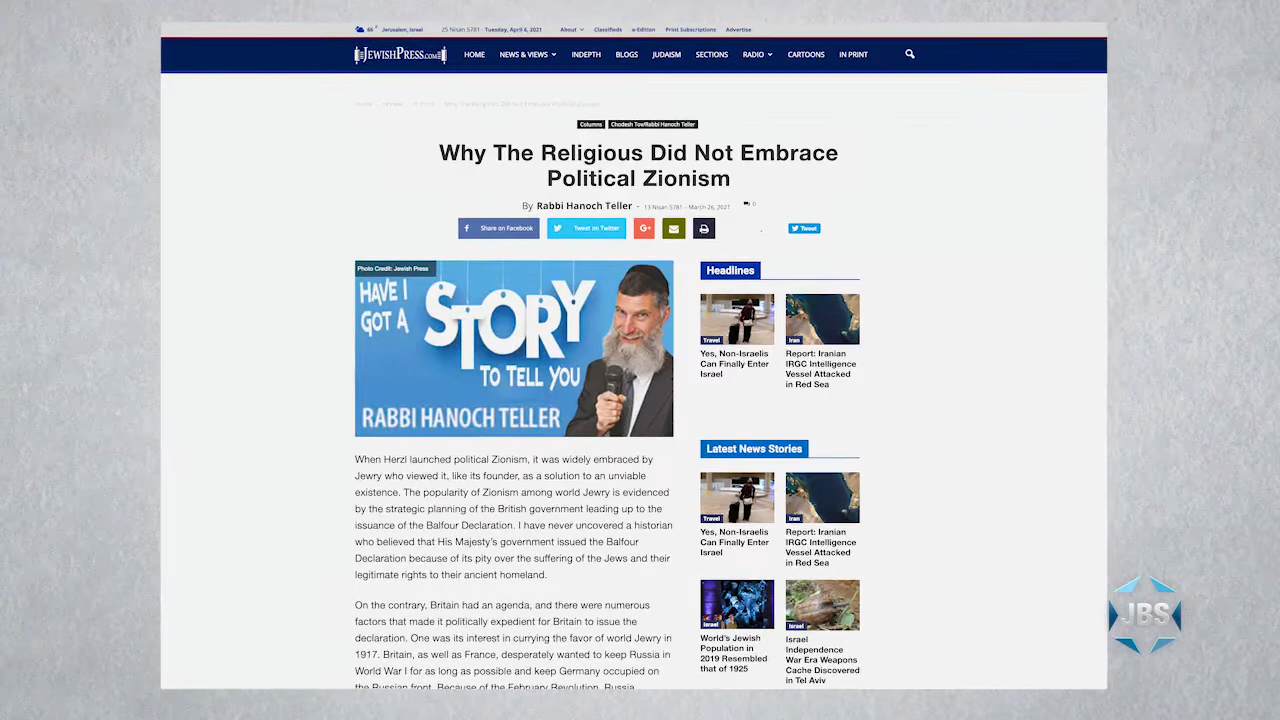 66 ° Jerusalem, Israel 25 Nisan 5781 - Tuesday, April 6, 2021 About Classifieds e-Edition Print Subscriptions Advertise
JEWISHPRESS.COM HOME NEWS & VIEWS INDEPTH BLOGS JUDAISM SECTIONS RADIO CARTOONS IN PRINT
Home In Print Why The Religious Did Not Embrace Political Zionism
Columns Chodesh Tov/Rabbi Hanoch Teller
Why The Religious Did Not Embrace
Political Zionism
By Rabbi Hanoch Teller - 13 Nisan 5781 – March 26, 2021 0
f Share on Facebook Tweet on Twitter G+ Tweet
Photo Credit: Jewish Press
HAVE I
GOT A
STORY
TO TELL YOU
RABBI HANOCH TELLER
When Herzl launched political Zionism, it was widely embraced by
Jewry who viewed it, like its founder, as a solution to an unviable
existence. The popularity of Zionism among world Jewry is evidenced
by the strategic planning of the British government leading up to the
issuance of the Balfour Declaration. I have never uncovered a historian
who believed that His Majesty's government issued the Balfour
Declaration because of its pity over the suffering of the Jews and their
legitimate rights to their ancient homeland.
On the contrary, Britain had an agenda, and there were numerous
factors that made it politically expedient for Britain to issue the
declaration. One was its interest in currying the favor of world Jewry in
1917. Britain, as well as France, desperately wanted to keep Russia in
World War I for as long as possible and keep Germany occupied on
the Russian front. Because of the February Revolution, Russia
Headlines
Travel
Yes, Non-Israelis
Can Finally Enter
Israel
Iran
Report: Iranian
IRGC Intelligence
Vessel Attacked
in Red Sea
Latest News Stories
Travel
Yes, Non-Israelis
Can Finally Enter
Israel
Iran
Report: Iranian
IRGC Intelligence
Vessel Attacked
in Red Sea
Israel
World's Jewish
Population in
2019 Resembled
that of 1925
Israel
Israel
Independence
War Era Weapons
Cache Discovered
in Tel Aviv
JBS